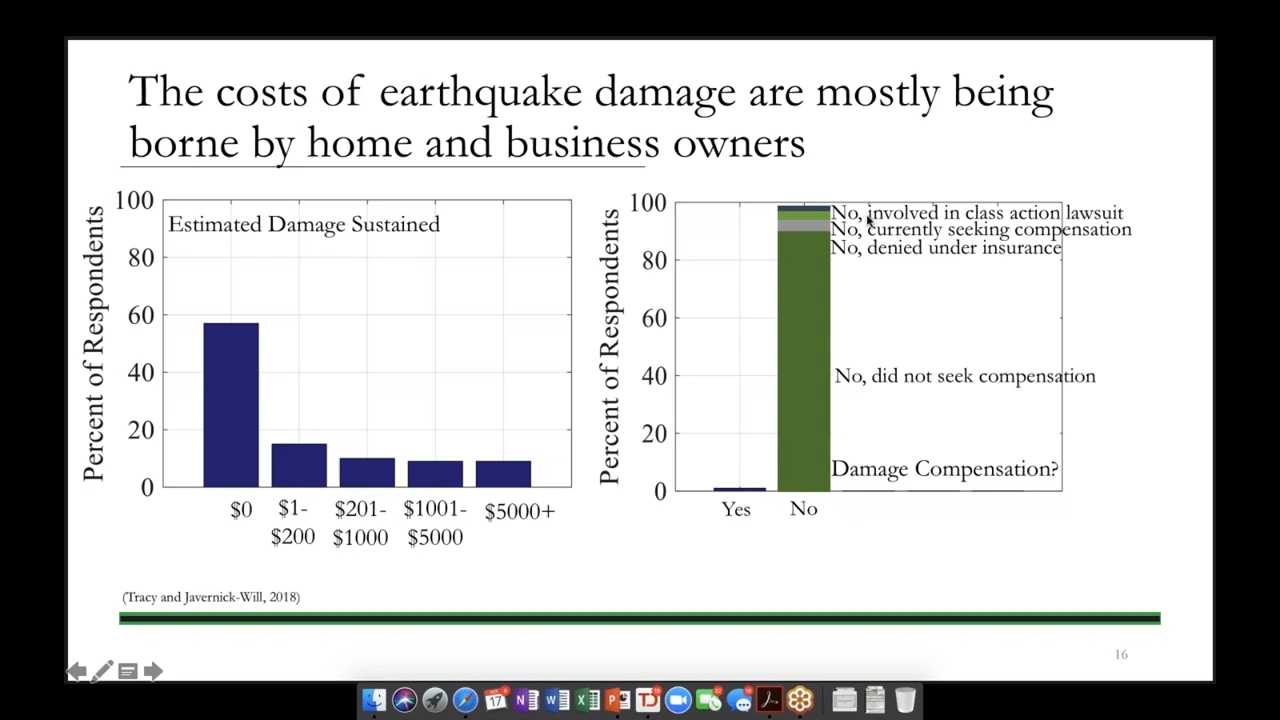 The costs of earthquake damage are mostly being
borne by home and business owners
Percent of Respondents
100
80
60
40
20
0
Estimated Damage Sustained
$0
$1-
$200
$201-
$1000
$1001-
$5000
$5000+
Percent of Respondents
100
80
60
40
20
0
No, involved in class action lawsuit
No, currently seeking compensation
No, denied under insurance
No, did not seek compensation
Damage Compensation?
Yes
No
(Tracy and Javernick-Will, 2018)
16
17